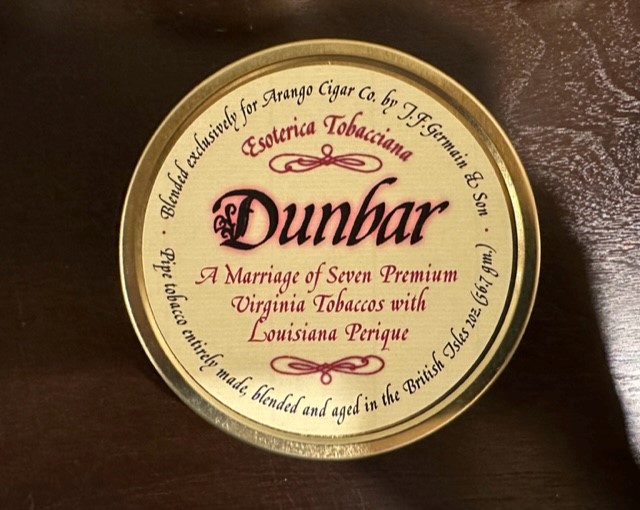 Blended exclusively for Arango Cigar Co. by J.F.Germain & Son
Esoterica Tobacciana
Dunbar
A Marriage of Seven Premium
Virginia Tobaccos with
Louisiana Perique
Pipe tobacco entirely made, blended and aged in the British Isles 2oz. (56.7 gm.)